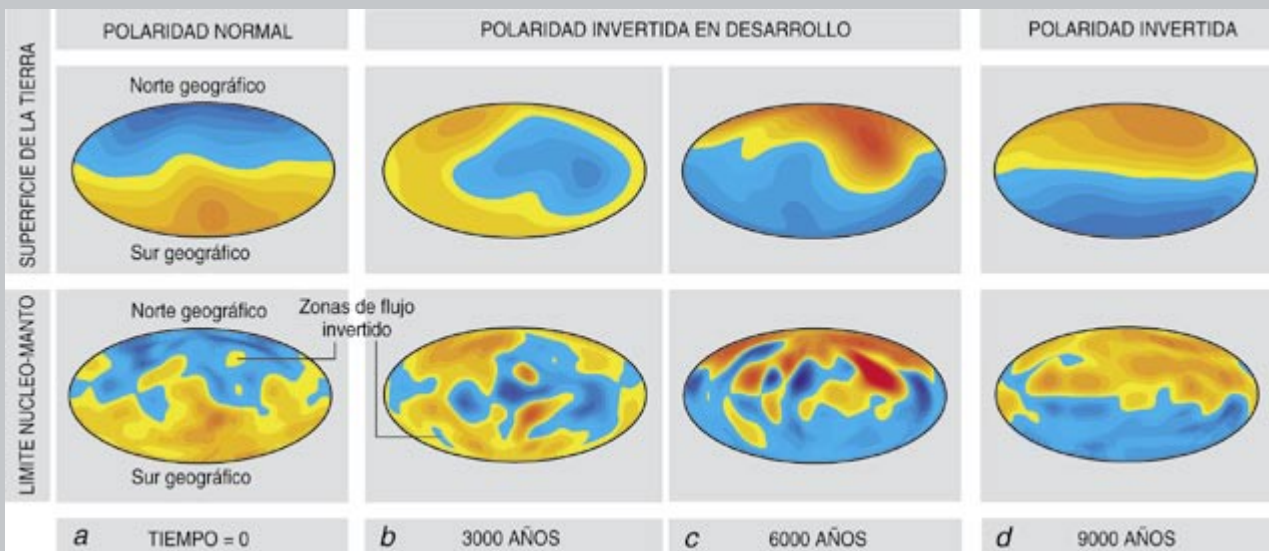 POLARIDAD NORMAL
POLARIDAD INVERTIDA EN DESARROLLO
POLARIDAD INVERTIDA
SUPERFICIE DE LA TIERRA
Norte geográfico
Sur geográfico
LIMITE NUCLEO-MANTO
Norte geográfico
Zonas de flujo
invertido
Sur geográfico
a TIEMPO = 0
b 3000 AÑOS
c 6000 AÑOS
d 9000 AÑOS